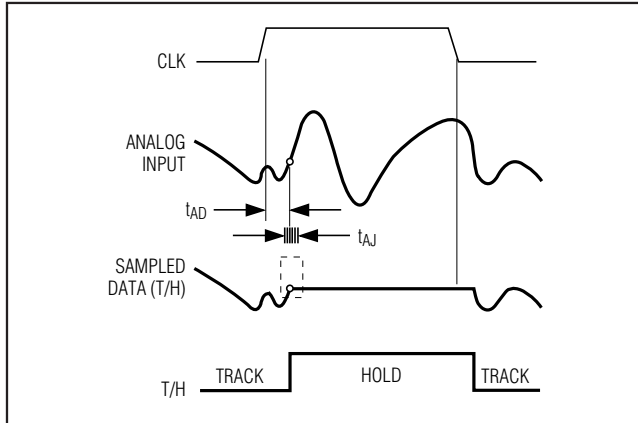 CLK
ANALOG
INPUT
tAD
tAJ
SAMPLED
DATA (T/H)
TRACK
HOLD
TRACK
T/H